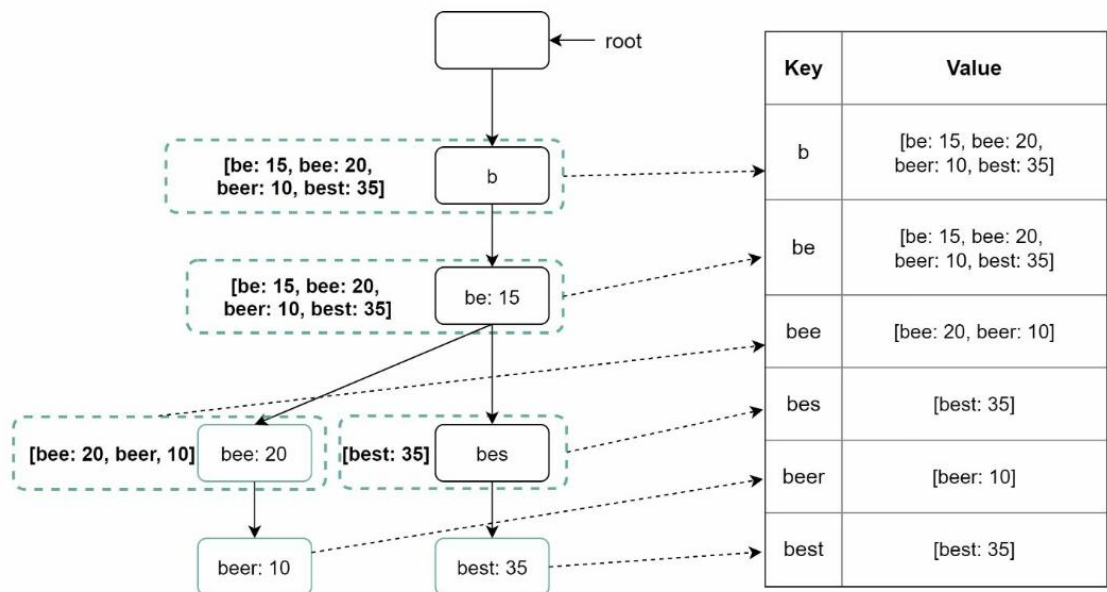 root
[be: 15, bee: 20,
beer: 10, best: 35]
b
[be: 15, bee: 20,
beer: 10, best: 35]
be: 15
[bee: 20, beer, 10]
bee: 20
[best: 35]
bes
beer: 10
best: 35
Key
Value
b
[be: 15, bee: 20,
beer: 10, best: 35]
be
[be: 15, bee: 20,
beer: 10, best: 35]
bee
[bee: 20, beer: 10]
bes
[best: 35]
beer
[beer: 10]
best
[best: 35]